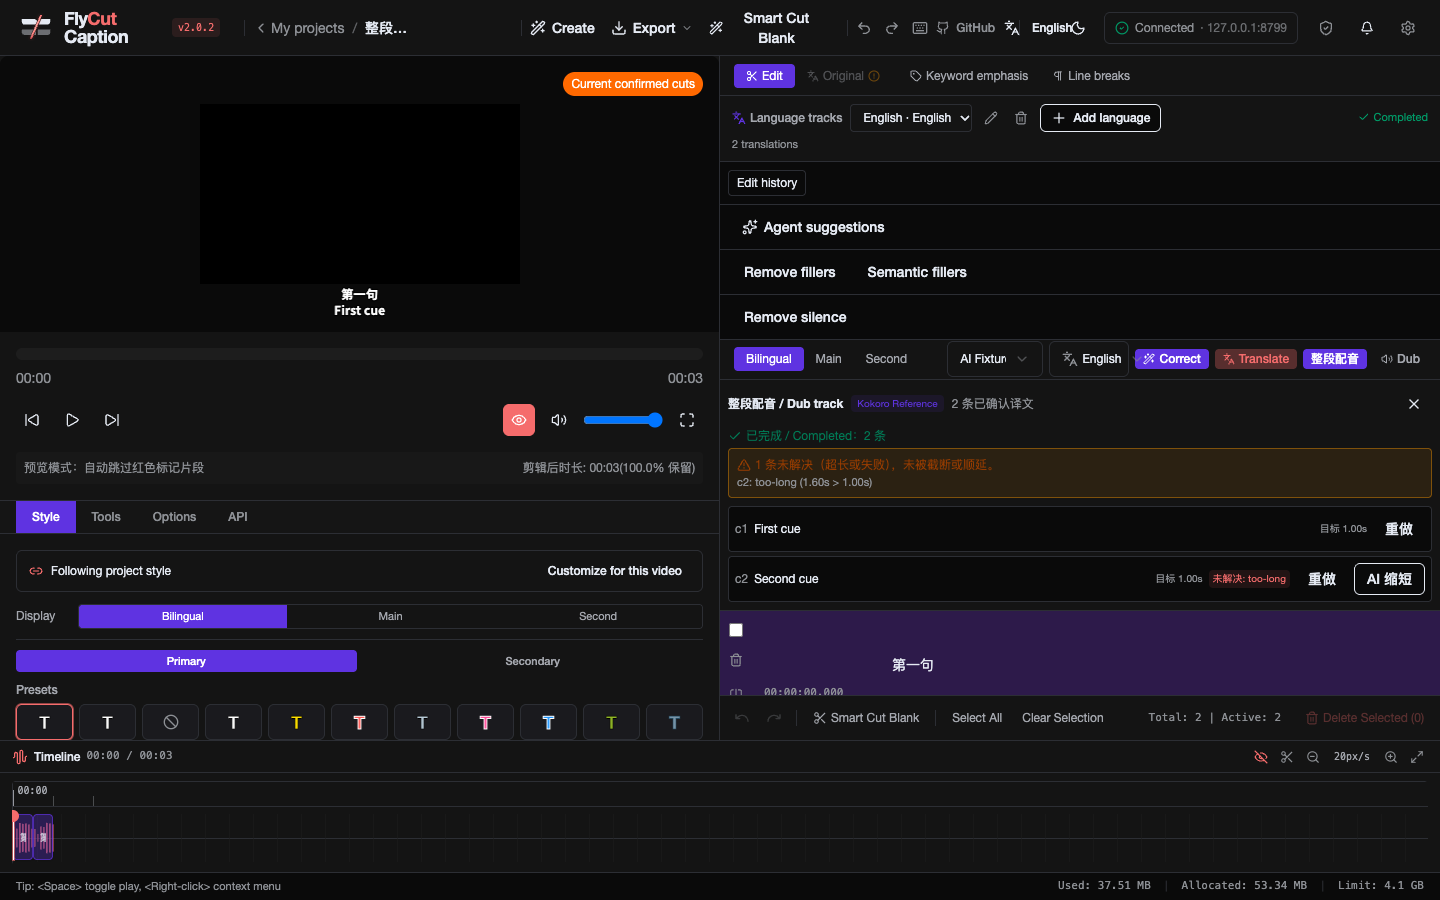 FlyCut Caption
v2.0.2
My projects / 整段...
Create
Export
Smart Cut Blank
GitHub
English
Connected · 127.0.0.1:8799
Current confirmed cuts
第一句
First cue
00:00
00:03
预览模式：自动跳过红色标记片段
剪辑后时长: 00:03(100.0% 保留)
Style
Tools
Options
API
Following project style
Customize for this video
Display
Bilingual
Main
Second
Primary
Secondary
Presets
T T T T T T T T T T
Edit
Original
Keyword emphasis
Line breaks
Language tracks
English · English
Add language
Completed
2 translations
Edit history
Agent suggestions
Remove fillers
Semantic fillers
Remove silence
Bilingual
Main
Second
AI Fixture
English
Correct
Translate
整段配音
Dub
整段配音 / Dub track
Kokoro Reference
2 条已确认译文
已完成 / Completed：2 条
1 条未解决（超长或失败），未被截断或顺延。
c2: too-long (1.60s > 1.00s)
c1 First cue
目标 1.00s
重做
c2 Second cue
目标 1.00s
未解决: too-long
重做
AI 缩短
第一句
00:00:00.000
Smart Cut Blank
Select All
Clear Selection
Total: 2 | Active: 2
Delete Selected (0)
Timeline
00:00 / 00:03
20px/s
00:00
Tip: <Space> toggle play, <Right-click> context menu
Used: 37.51 MB | Allocated: 53.34 MB | Limit: 4.1 GB